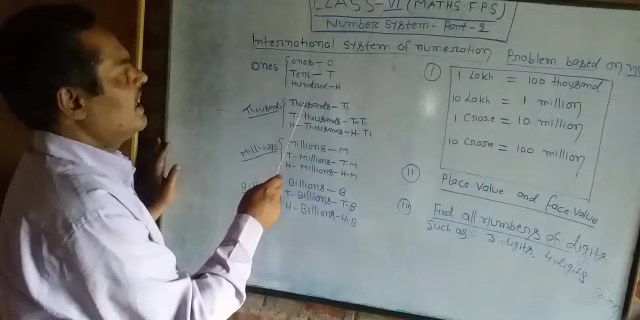 CLASS-VI (MATHS FPS)
Number System - Part-2
International System of numeration
Ones
Ones - O
Tens - T
Hundred - H
Thousands
Thousands - Th
T- Thousands - T-Th
H- Thousands - H-Th
Millions
Millions - M
T- Millions - T-M
H- Millions - H-M
Billions - B
T- Billions - T-B
H- Billions - H-B
Problem based on
I
1 Lakh = 100 thousand
10 Lakh = 1 million
1 Crore = 10 million
10 Crore = 100 million
II Place value and face value
III Find all numbers of digits
Such as:- 3 digits, 4 digits